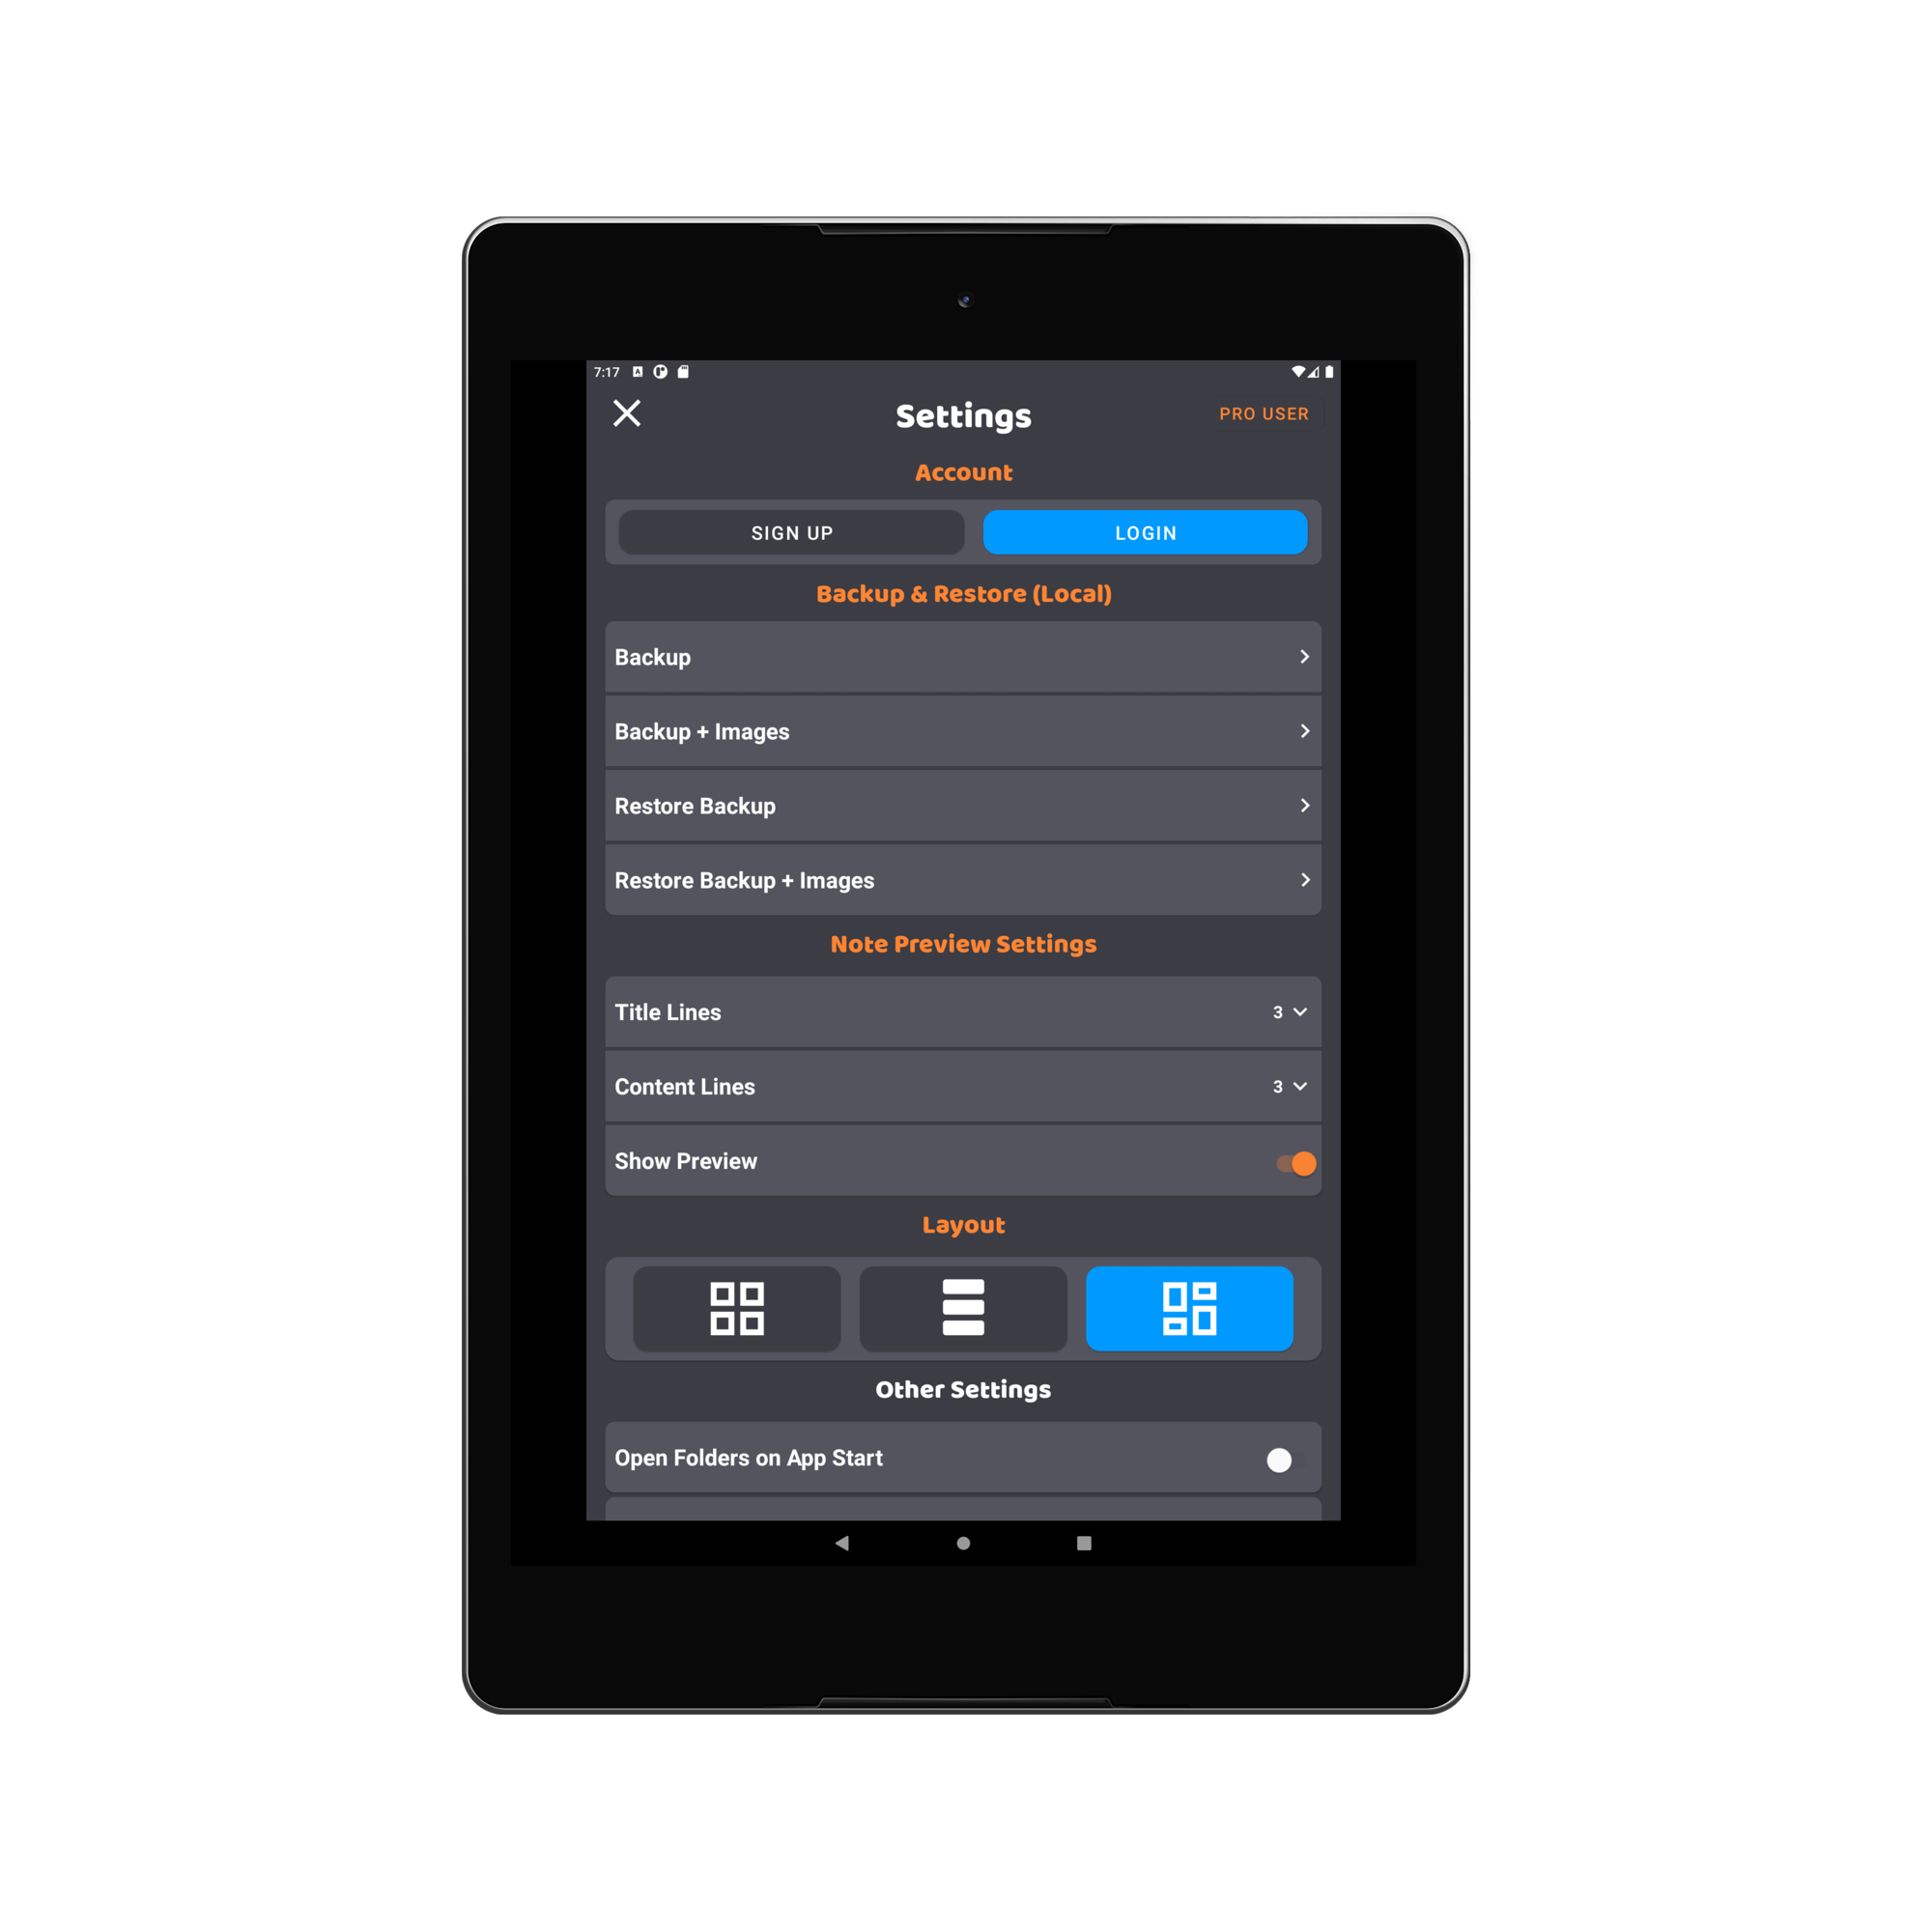 7:17
Settings
PRO USER
Account
SIGN UP
LOGIN
Backup & Restore (Local)
Backup
Backup + Images
Restore Backup
Restore Backup + Images
Note Preview Settings
Title Lines
3
Content Lines
3
Show Preview
Layout
Other Settings
Open Folders on App Start